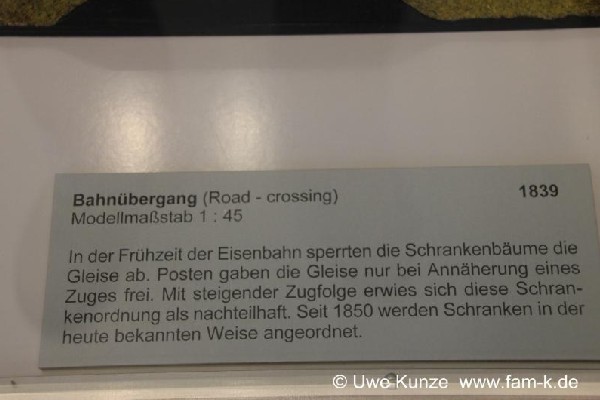 Bahnübergang (Road - crossing) 1839
Modellmaßstab 1 : 45
In der Frühzeit der Eisenbahn sperrten die Schrankenbäume die
Gleise ab. Posten gaben die Gleise nur bei Annäherung eines
Zuges frei. Mit steigender Zugfolge erwies sich diese Schran-
kenordnung als nachteilhaft. Seit 1850 werden Schranken in der
heute bekannten Weise angeordnet.
© Uwe Kunze www.fam-k.de